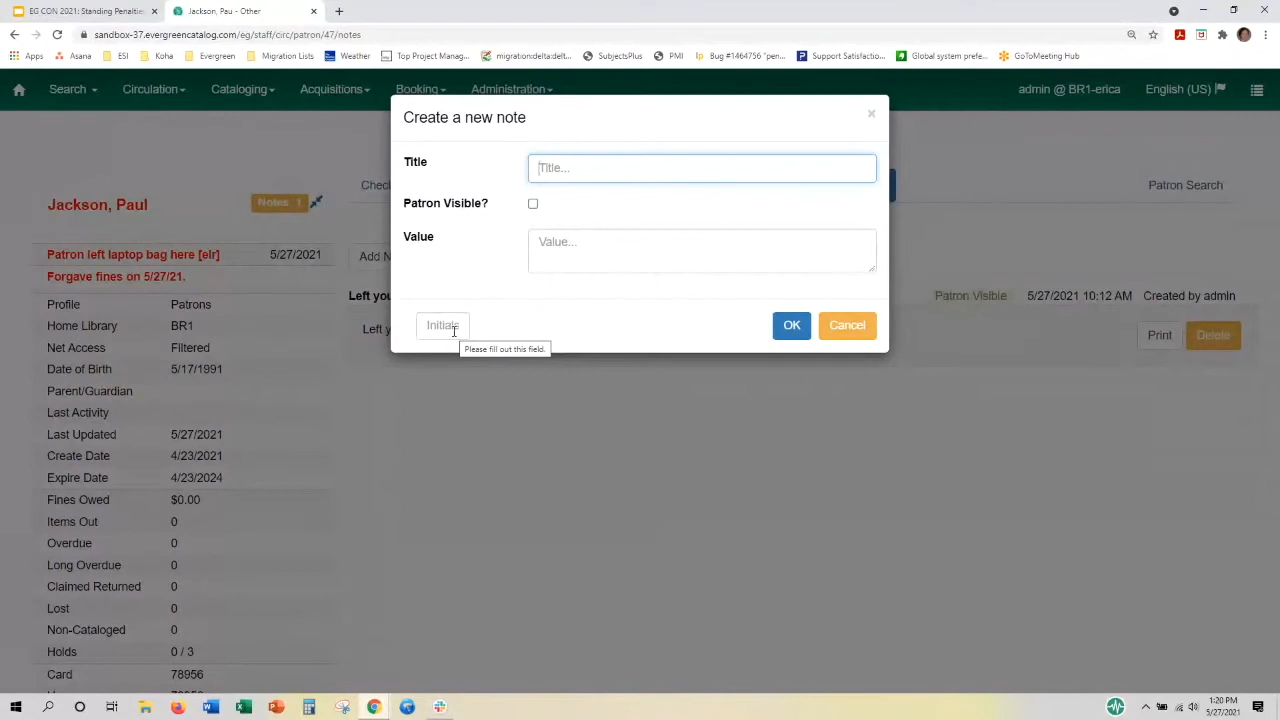 EG CON 2021: Standing Penaltie
Jackson, Pau - Other
sandbox-37.evergreencatalog.com/eg/staff/circ/patron/47/notes
Apps
Asana
ESI
Koha
Evergreen
Migration Lists
Weather
Top Project Manag...
migration:delta:delt...
SubjectsPlus
PMI
lp Bug #1464756 "pen...
Support Satisfactio...
Global system prefe...
GoToMeeting Hub
Search
Circulation
Cataloging
Acquisitions
Booking
Administration
admin @ BR1-erica
English (US)
Create a new note
×
Title
Title...
Patron Visible?
Value
Value...
Initials
OK
Cancel
Please fill out this field.
Jackson, Paul
Notes 1
Patron left laptop bag here [elr] 5/27/2021
Forgave fines on 5/27/21.
Profile Patrons
Home Library BR1
Net Access Filtered
Date of Birth 5/17/1991
Parent/Guardian
Last Activity
Last Updated 5/27/2021
Create Date 4/23/2021
Expire Date 4/23/2024
Fines Owed $0.00
Items Out 0
Overdue 0
Long Overdue 0
Claimed Returned 0
Lost 0
Non-Cataloged 0
Holds 0 / 3
Card 78956
Check
Patron Search
Add N
Left you
Patron Visible 5/27/2021 10:12 AM Created by admin
Left y
Print
Delete
1:20 PM
5/27/2021